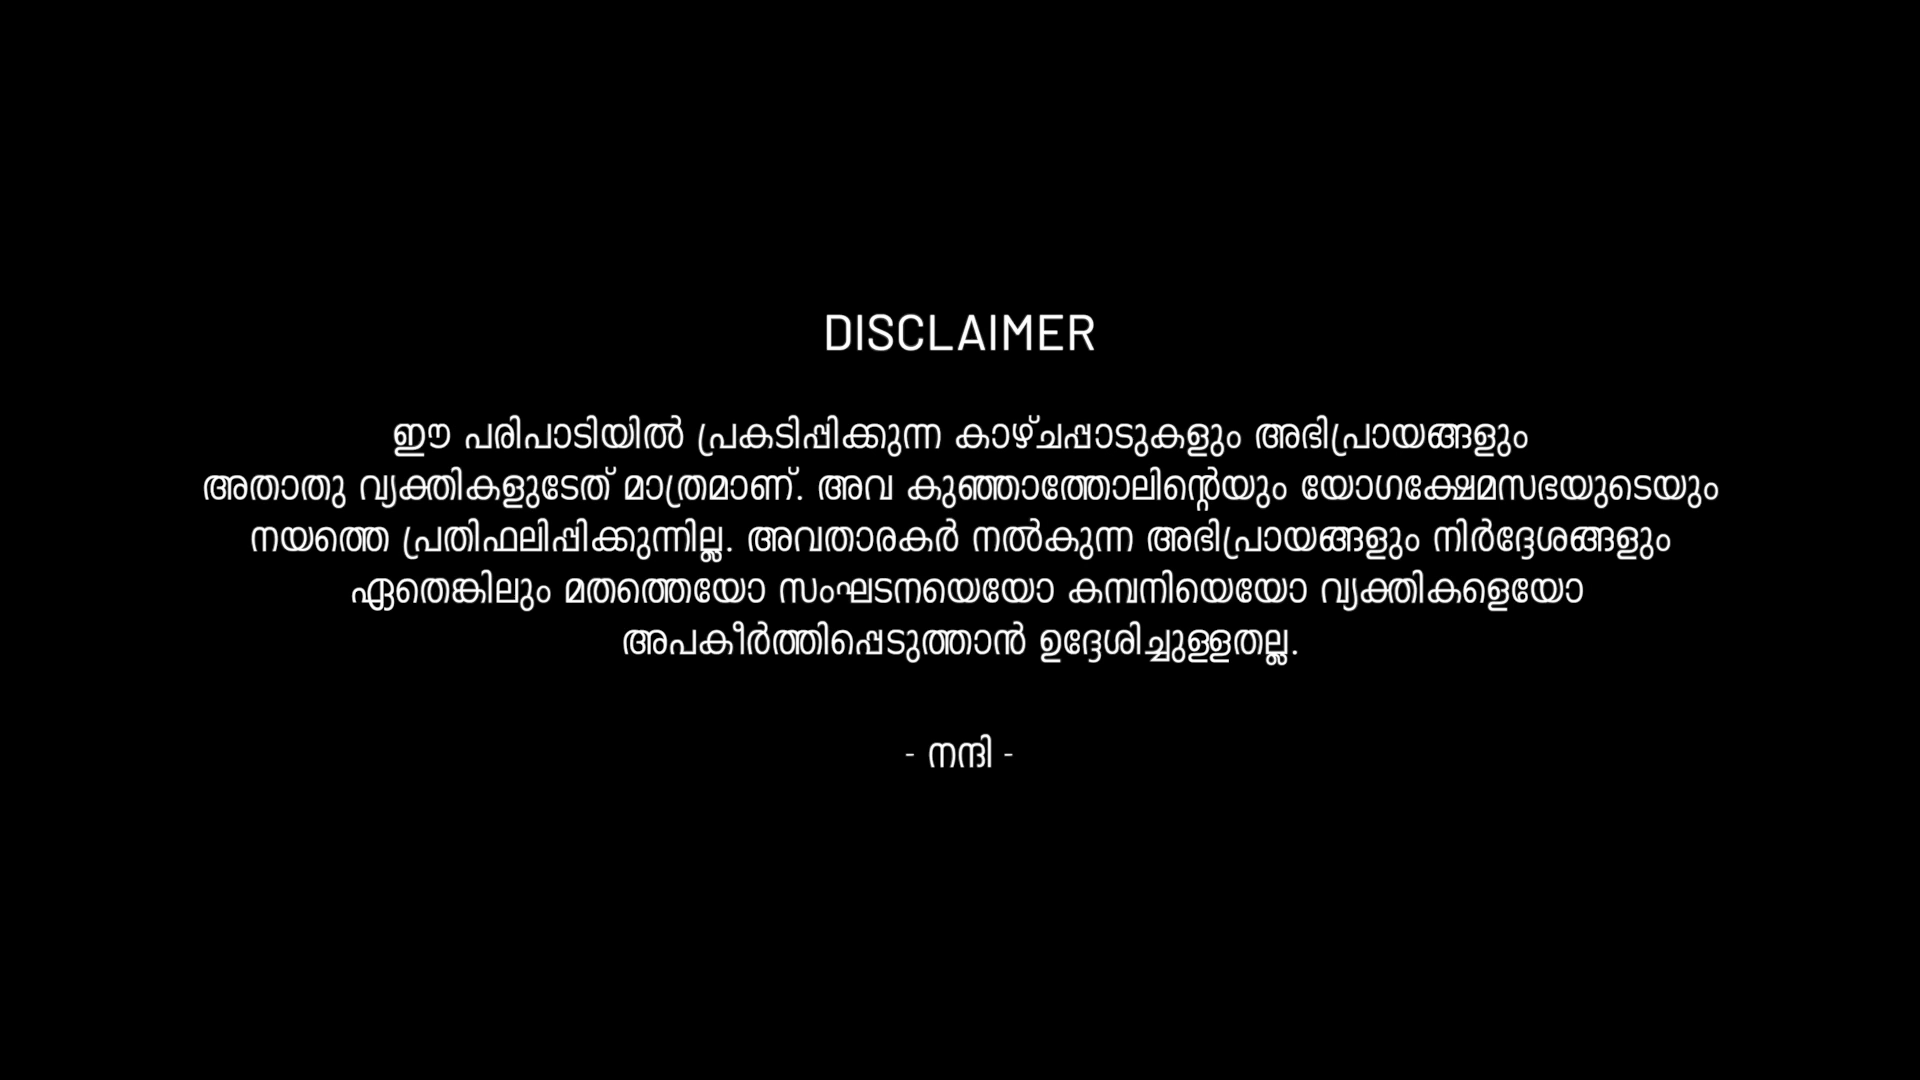 DISCLAIMER
ഈ പരിപാടിയിൽ പ്രകടിപ്പിക്കുന്ന കാഴ്ചപ്പാടുകളും അഭിപ്രായങ്ങളും
അതാതു വ്യക്തികളുടേത് മാത്രമാണ്. അവ കുഞ്ഞാത്തോലിന്റെയും യോഗക്ഷേമസഭയുടെയും
നയത്തെ പ്രതിഫലിപ്പിക്കുന്നില്ല. അവതാരകർ നൽകുന്ന അഭിപ്രായങ്ങളും നിർദ്ദേശങ്ങളും
ഏതെങ്കിലും മതത്തെയോ സംഘടനയെയോ കമ്പനിയെയോ വ്യക്തികളെയോ
അപകീർത്തിപ്പെടുത്താൻ ഉദ്ദേശിച്ചുള്ളതല്ല.
- നന്ദി -